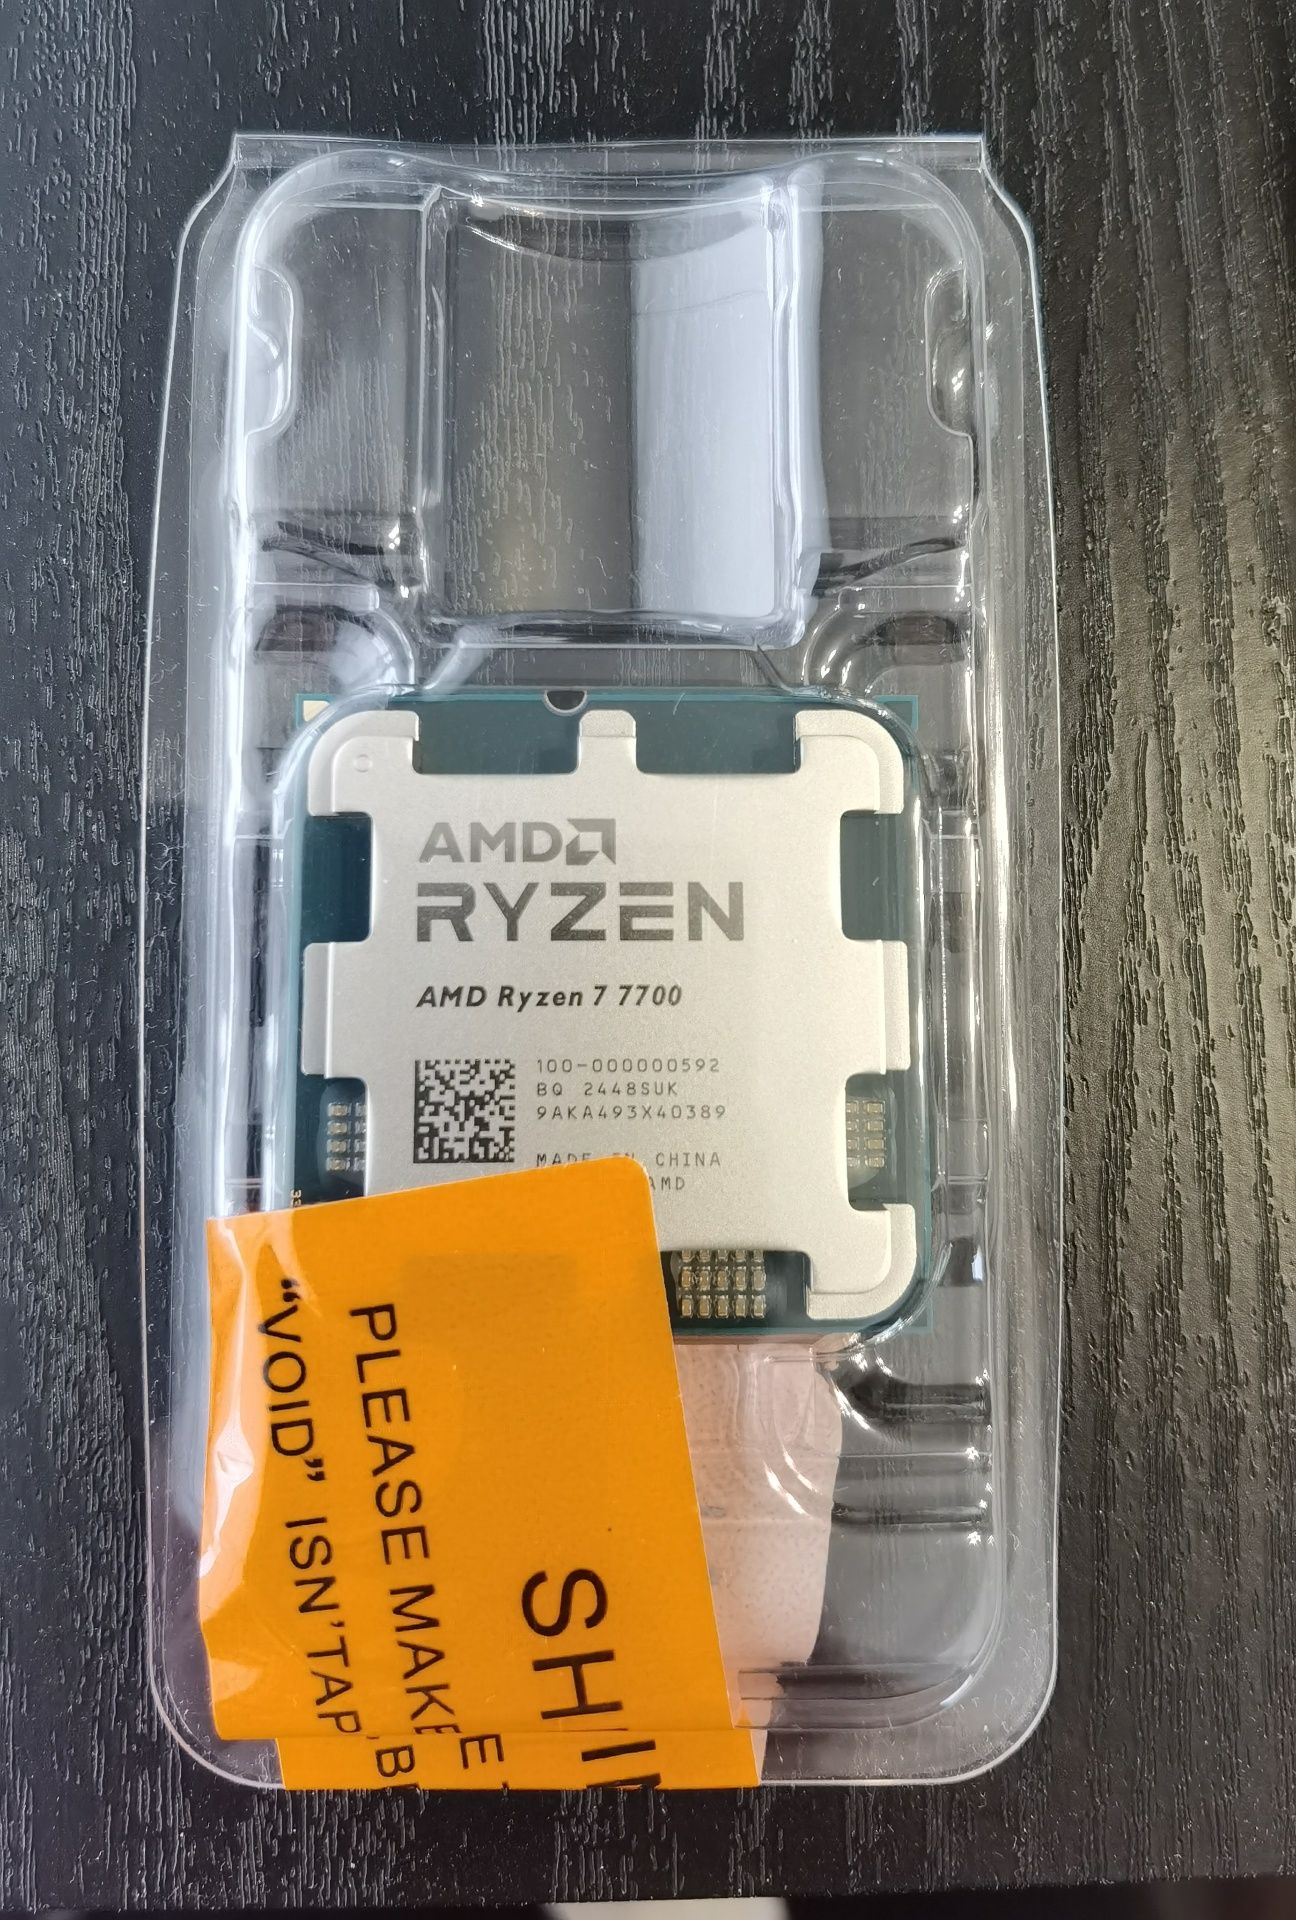 AMD
RYZEN
AMD Ryzen 7 7700
100-000000592
BQ 2448SUK
9AKA493X40389
MADE IN CHINA
AMD
PLEASE MAKE
"VOID" ISN'TAP